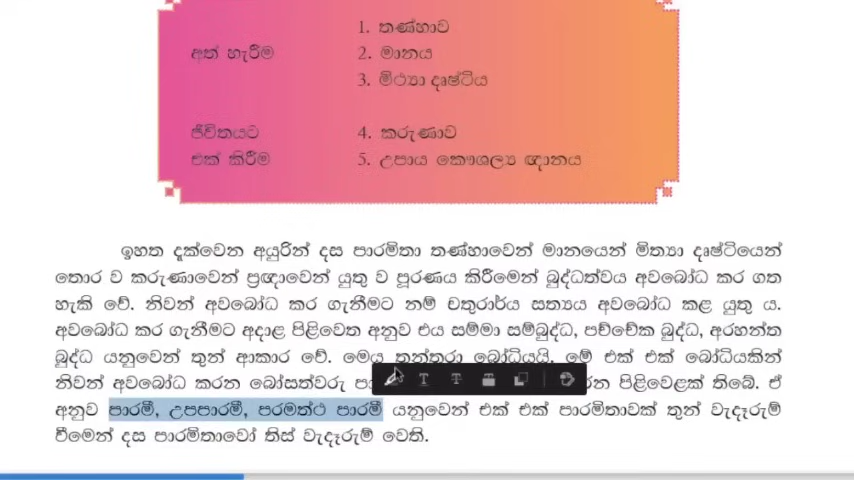 1. තණ්හාව
අත් හැරීම 2. මානය
3. මිථ්‍යා දෘෂ්ටිය
ජීවිතයට 4. කරුණාව
එක් කිරීම 5. උපාය කෞශල්‍ය ඥානය
ඉහත දැක්වෙන අයුරින් දස පාරමිතා තණ්හාවෙන් මානයෙන් මිත්‍යා දෘෂ්ටියෙන්
තොර ව කරුණාවෙන් ප්‍රඥාවෙන් යුතු ව පූරණය කිරීමෙන් බුද්ධත්වය අවබෝධ කර ගත
හැකි වේ. නිවන් අවබෝධ කර ගැනීමට නම් චතුරාර්ය සත්‍යය අවබෝධ කළ යුතු ය.
අවබෝධ කර ගැනීමට අදාළ පිළිවෙත අනුව එය සම්මා සම්බුද්ධ, පච්චේක බුද්ධ, අරහන්ත
බුද්ධ යනුවෙන් තුන් ආකාර වේ. මෙය තුන්තරා බෝධියයි. මේ එක් එක් බෝධියකින්
නිවන් අවබෝධ කරන බෝසත්වරු පිළිවෙළක් තිබේ. ඒ
අනුව පාරමී, උපපාරමී, පරමත්ථ පාරමී යනුවෙන් එක් එක් පාරමිතාවක් තුන් වැදෑරුම්
වීමෙන් දස පාරමිතාවෝ තිස් වැදෑරුම් වෙති.